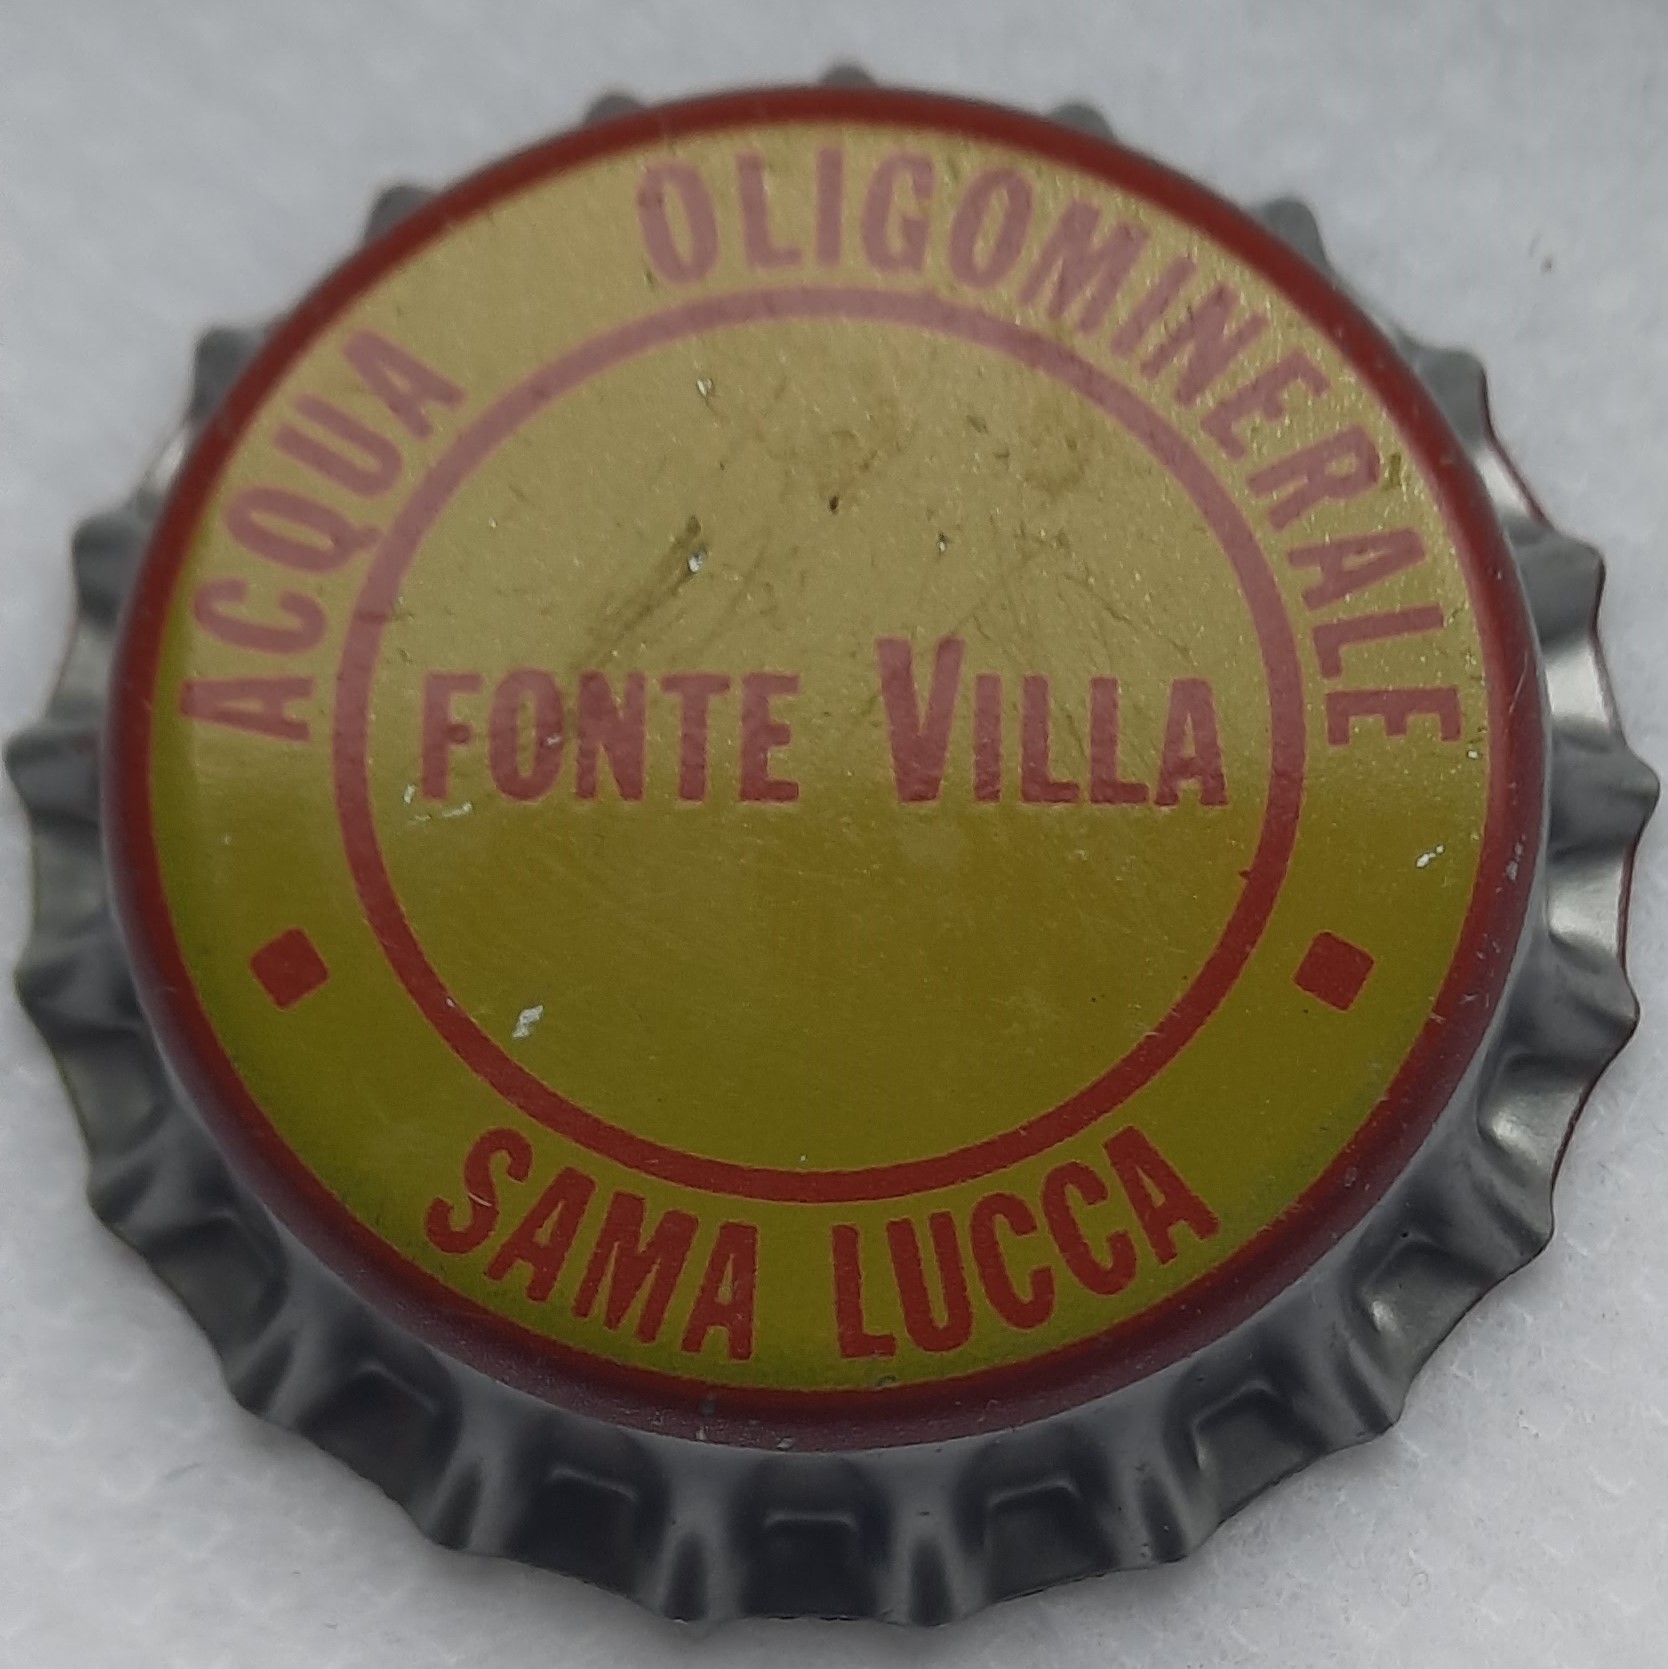 ACQUA OLIGOMINERALE
FONTE VILLA
SAMA LUCCA